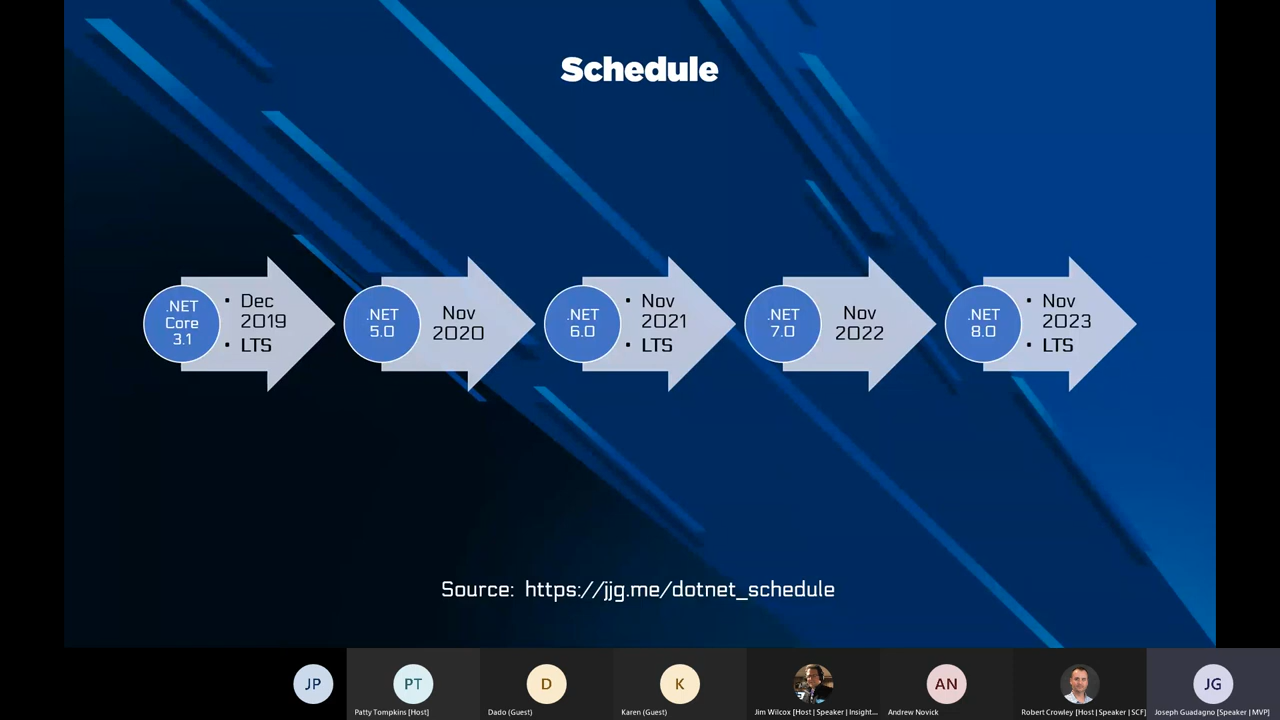 Schedule
.NET
Core
3.1
• Dec
2019
• LTS
.NET
5.0
Nov
2020
.NET
6.0
• Nov
2021
• LTS
.NET
7.0
Nov
2022
.NET
8.0
• Nov
2023
• LTS
Source: https://jjg.me/dotnet_schedule
JP
PT
D
K
AN
JG
Patty Tompkins [Host]
Dado (Guest)
Karen (Guest)
Jim Wilcox [Host | Speaker | Insight...
Andrew Novick
Robert Crowley [Host | Speaker | SCF]
Joseph Guadagno [Speaker | MVP]